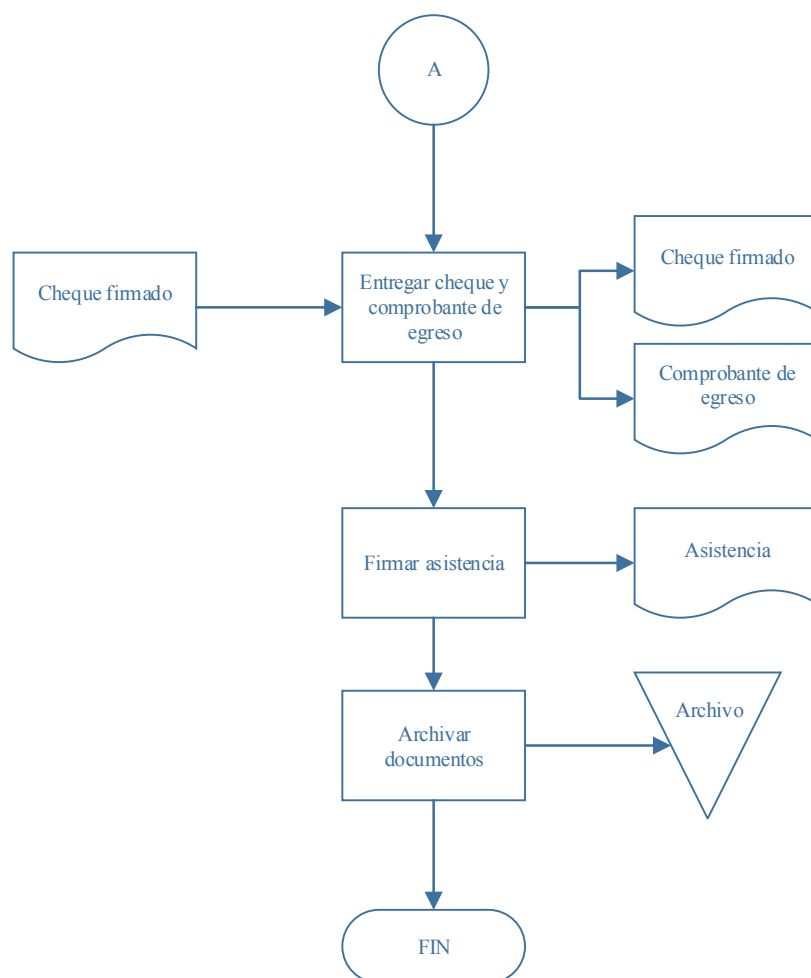 A
Cheque firmado
Entregar cheque y
comprobante de
egreso
Cheque firmado
Comprobante de
egreso
Firmar asistencia
Asistencia
Archivar
documentos
Archivo
FIN